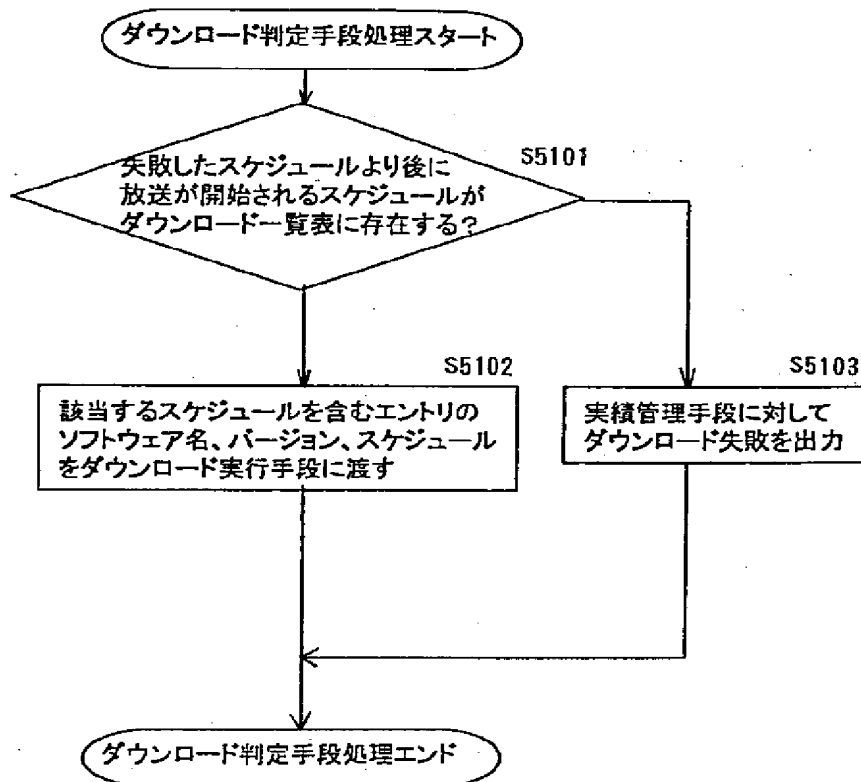 ダウンロード判定手段処理スタート
失敗したスケジュールより後に
放送が開始されるスケジュールが
ダウンロード一覧表に存在する?
S5101
S5102
該当するスケジュールを含むエントリの
ソフトウェア名、バージョン、スケジュール
をダウンロード実行手段に渡す
S5103
実績管理手段に対して
ダウンロード失敗を出力
ダウンロード判定手段処理エンド